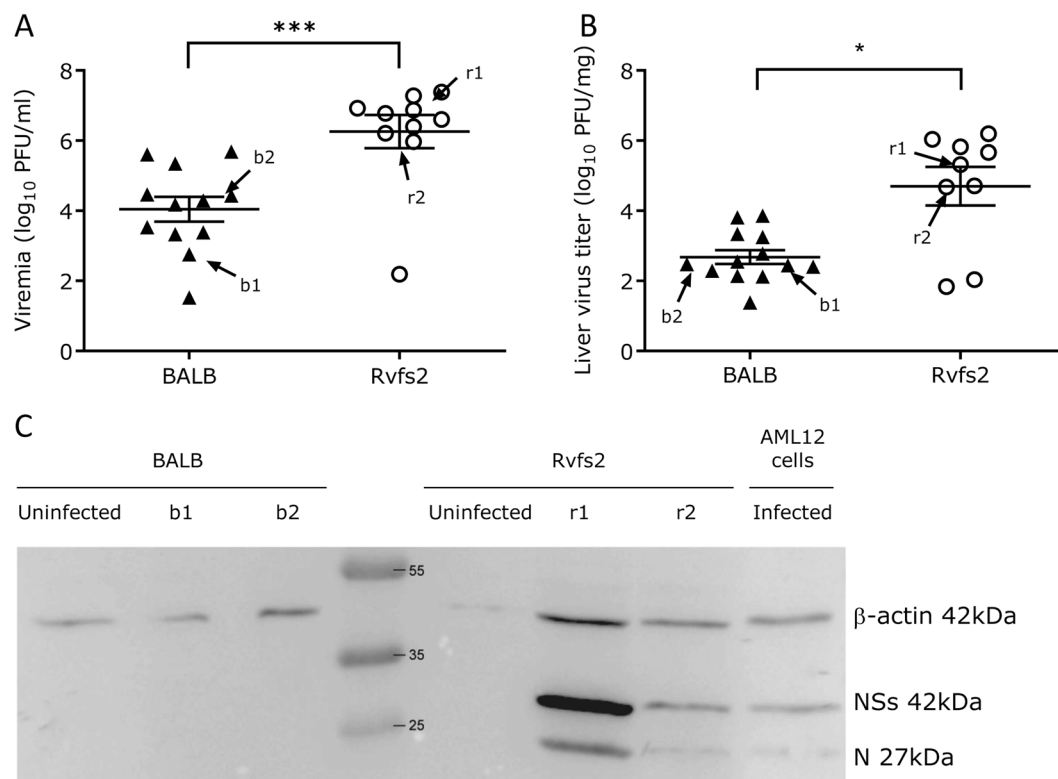 A
***
Viremia (log10 PFU/ml)
8
6
4
2
0
r1
b2
r2
b1
BALB
Rvfs2
B
*
Liver virus titer (log10 PFU/mg)
8
6
4
2
0
r1
r2
b2
b1
BALB
Rvfs2
C
BALB
Rvfs2
AML12
cells
Uninfected b1 b2 Uninfected r1 r2 Infected
55
35
25
β-actin 42kDa
NSs 42kDa
N 27kDa